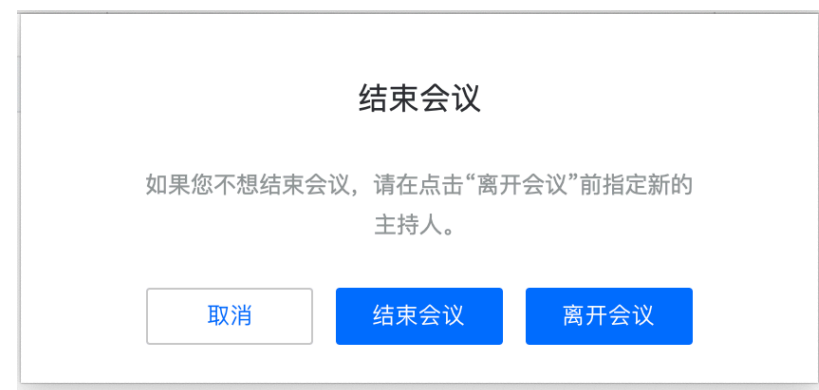 结束会议
如果您不想结束会议，请在点击“离开会议”前指定新的
主持人。
取消
结束会议
离开会议